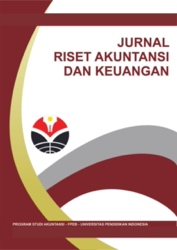 JURNAL
RISET AKUNTANSI
DAN KEUANGAN
PROGRAM STUDI AKUNTANSI - FPEB - UNIVERSITAS PENDIDIKAN INDONESIA